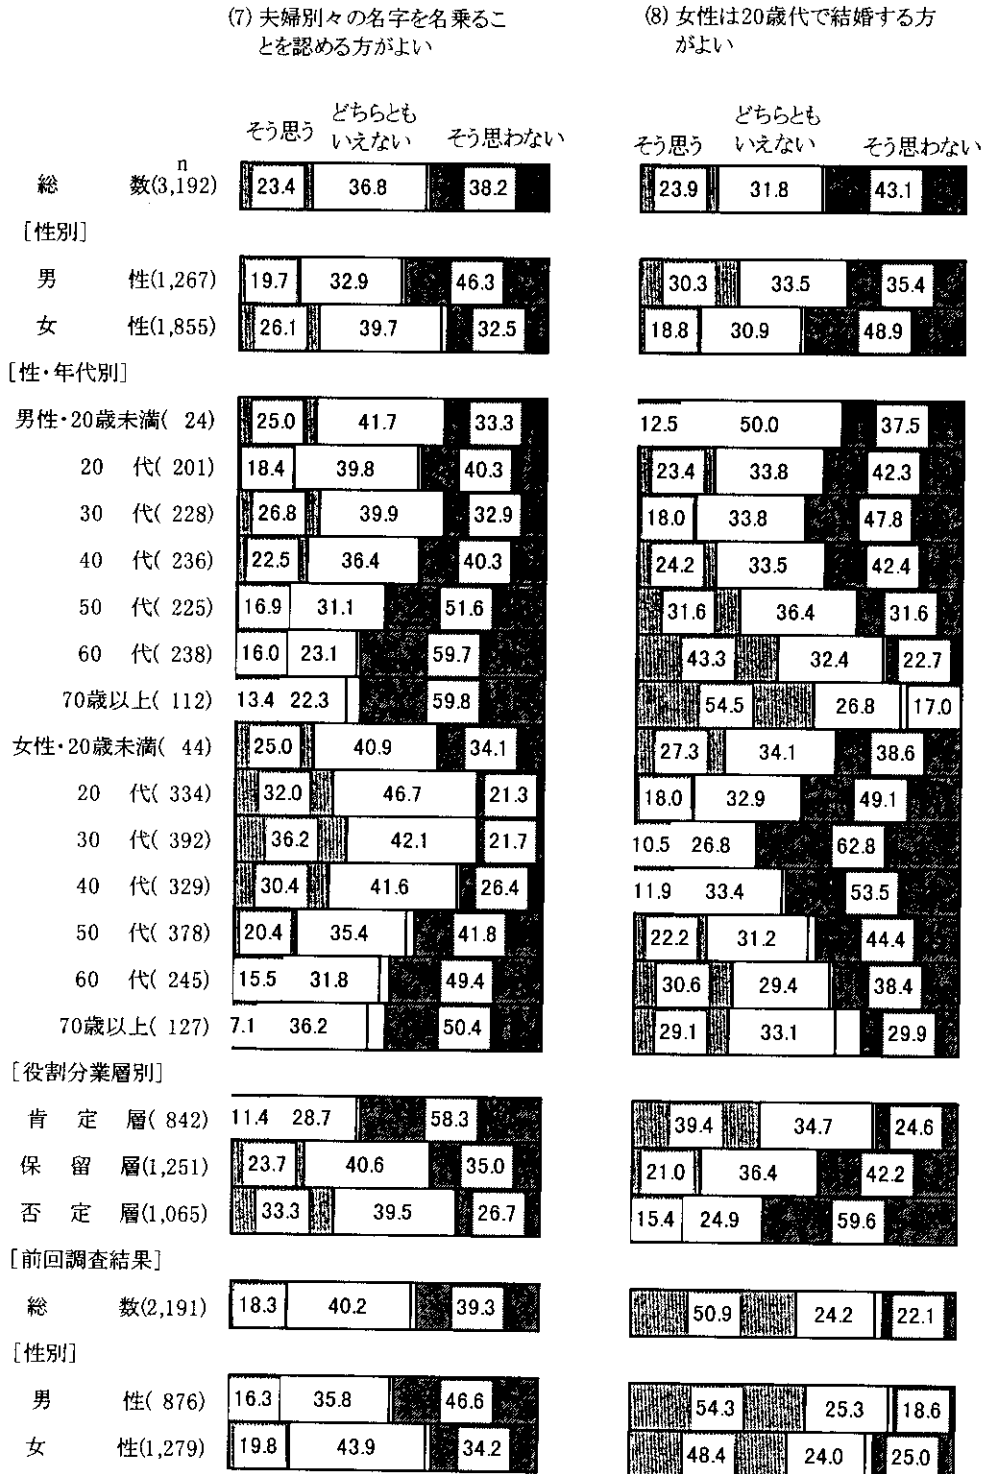 (7) 夫婦別々の名字を名乗るこ
とを認める方がよい
(8) 女性は20歳代で結婚する方
がよい
そう思う どちらとも
いえない そう思わない
そう思う どちらとも
いえない そう思わない
n
総 数(3,192) 23.4 36.8 38.2 23.9 31.8 43.1
[性別]
男 性(1,267) 19.7 32.9 46.3 30.3 33.5 35.4
女 性(1,855) 26.1 39.7 32.5 18.8 30.9 48.9
[性・年代別]
男性・20歳未満( 24) 25.0 41.7 33.3 12.5 50.0 37.5
20 代( 201) 18.4 39.8 40.3 23.4 33.8 42.3
30 代( 228) 26.8 39.9 32.9 18.0 33.8 47.8
40 代( 236) 22.5 36.4 40.3 24.2 33.5 42.4
50 代( 225) 16.9 31.1 51.6 31.6 36.4 31.6
60 代( 238) 16.0 23.1 59.7 43.3 32.4 22.7
70歳以上( 112) 13.4 22.3 59.8 54.5 26.8 17.0
女性・20歳未満( 44) 25.0 40.9 34.1 27.3 34.1 38.6
20 代( 334) 32.0 46.7 21.3 18.0 32.9 49.1
30 代( 392) 36.2 42.1 21.7 10.5 26.8 62.8
40 代( 329) 30.4 41.6 26.4 11.9 33.4 53.5
50 代( 378) 20.4 35.4 41.8 22.2 31.2 44.4
60 代( 245) 15.5 31.8 49.4 30.6 29.4 38.4
70歳以上( 127) 7.1 36.2 50.4 29.1 33.1 29.9
[役割分業層別]
肯 定 層( 842) 11.4 28.7 58.3 39.4 34.7 24.6
保 留 層(1,251) 23.7 40.6 35.0 21.0 36.4 42.2
否 定 層(1,065) 33.3 39.5 26.7 15.4 24.9 59.6
[前回調査結果]
総 数(2,191) 18.3 40.2 39.3 50.9 24.2 22.1
[性別]
男 性( 876) 16.3 35.8 46.6 54.3 25.3 18.6
女 性(1,279) 19.8 43.9 34.2 48.4 24.0 25.0